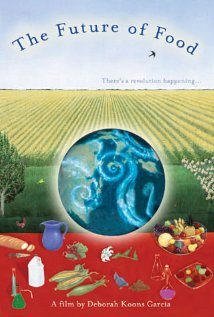 The Future of Food
There's a revolution happening...
A film by Deborah Koons Garcia